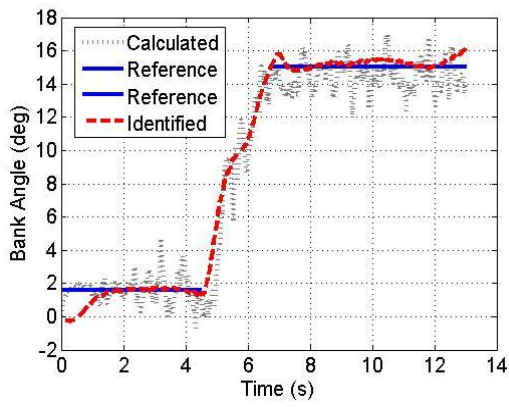 18
16
14
12
10
8
6
4
2
0
-2
Bank Angle (deg)
Calculated
Reference
Reference
Identified
0 2 4 6 8 10 12 14
Time (s)